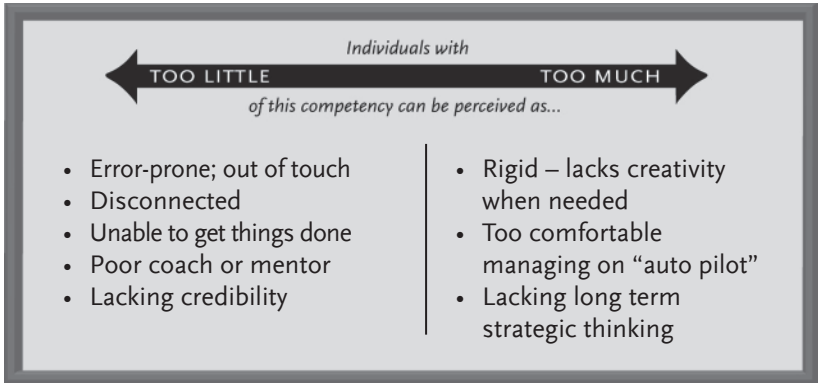 Individuals with
TOO LITTLE TOO MUCH
of this competency can be perceived as...
• Error-prone; out of touch
• Disconnected
• Unable to get things done
• Poor coach or mentor
• Lacking credibility
• Rigid – lacks creativity
when needed
• Too comfortable
managing on “auto pilot”
• Lacking long term
strategic thinking